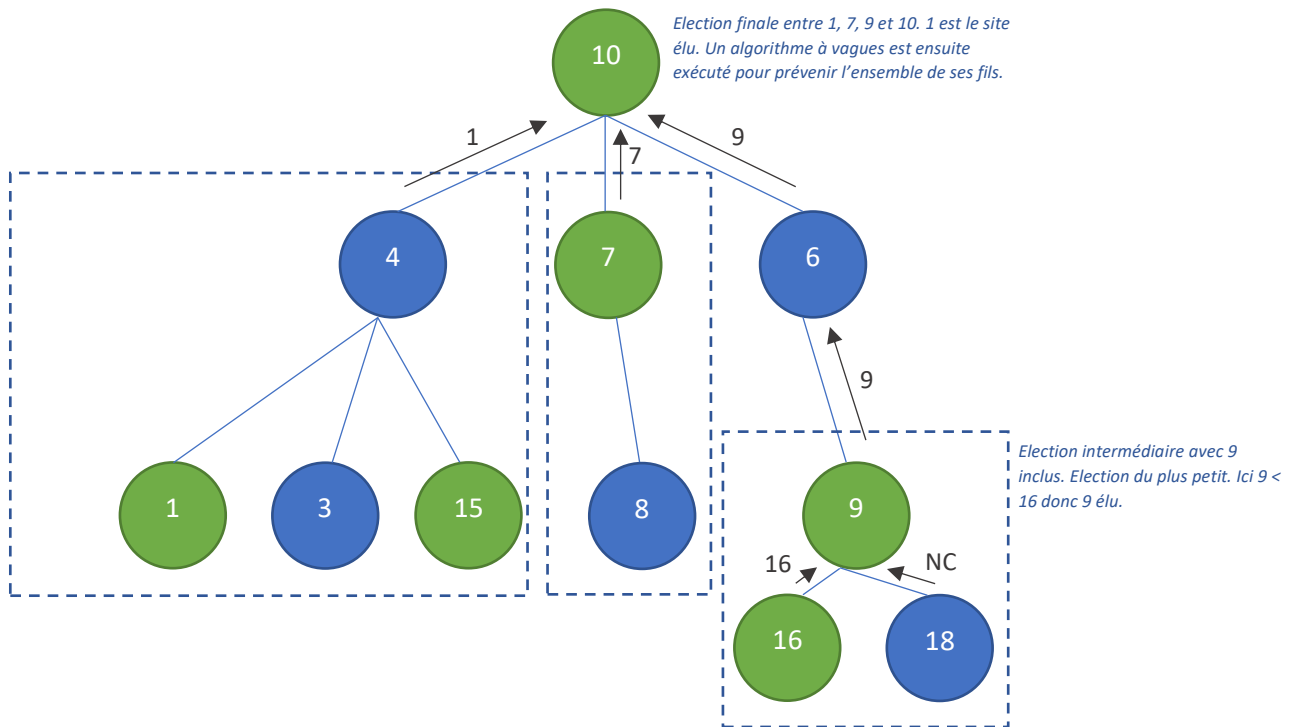 Election finale entre 1, 7, 9 et 10. 1 est le site
10
élu. Un algorithme à vagues est ensuite
exécuté pour prévenir l’ensemble de ses fils.
1
7
9
4
7
6
9
Election intermédiaire avec 9
inclus. Election du plus petit. Ici 9 <
16 donc 9 élu.
1
3
15
8
9
16
NC
16
18